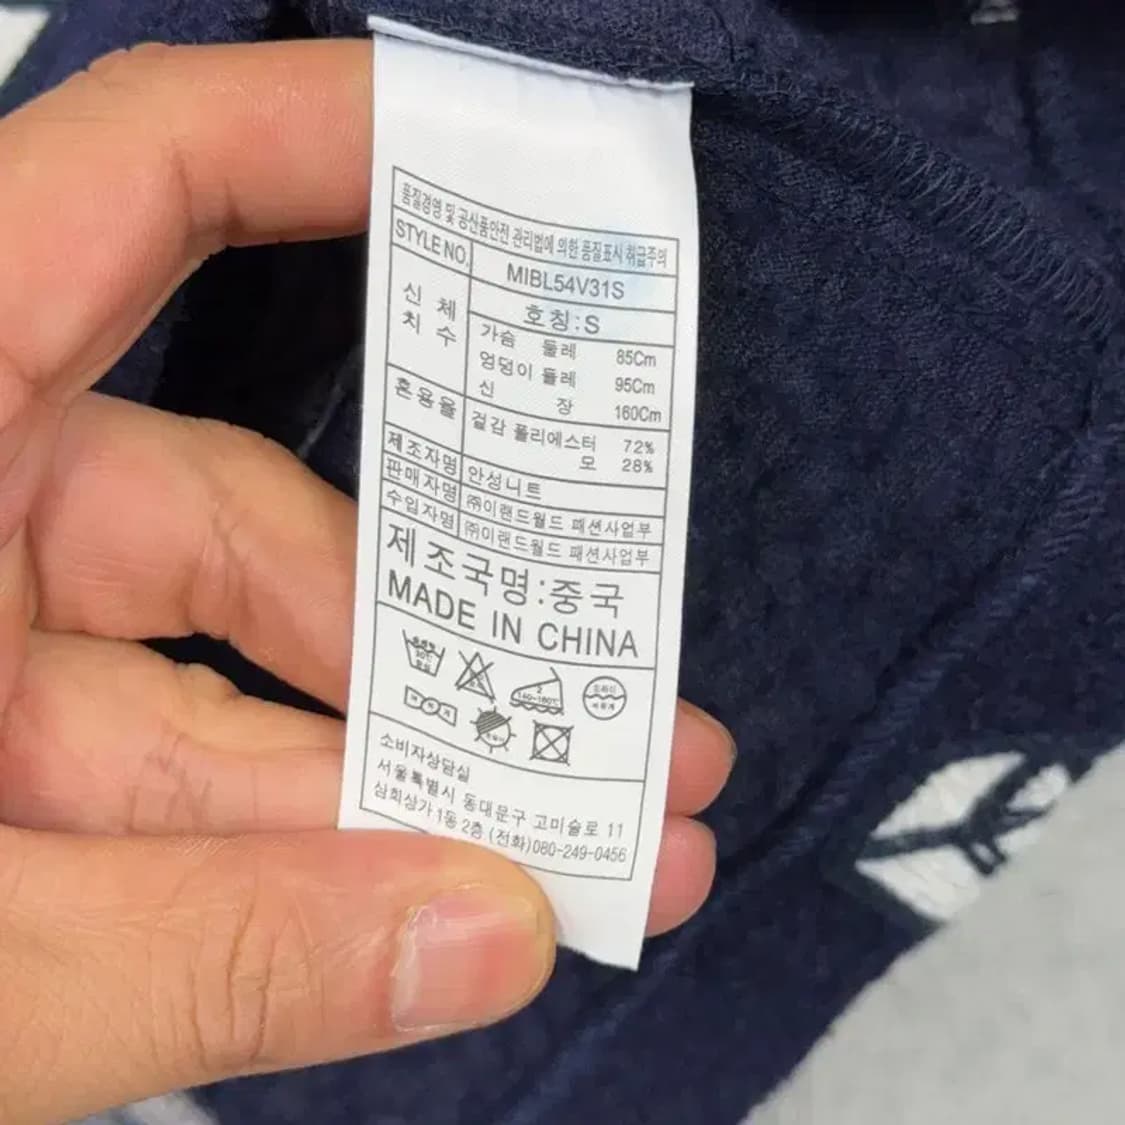 품질경영 및 공산품안전 관리법에 의한 품질표시 취급주의
STYLE NO. MIBL54V31S
신체 치수 호칭:S
가슴 둘레 85Cm
엉덩이 둘레 95Cm
신 장 160Cm
혼용율 겉감 폴리에스터 72%
모 28%
제조자명 안성니트
판매자명 ㈜이랜드월드 패션사업부
수입자명 ㈜이랜드월드 패션사업부
제조국명:중국
MADE IN CHINA
30℃
2
140~160℃
소비자상담실
서울특별시 동대문구 고미술로 11
삼희상가 1동 2층 (전화)080-249-0456